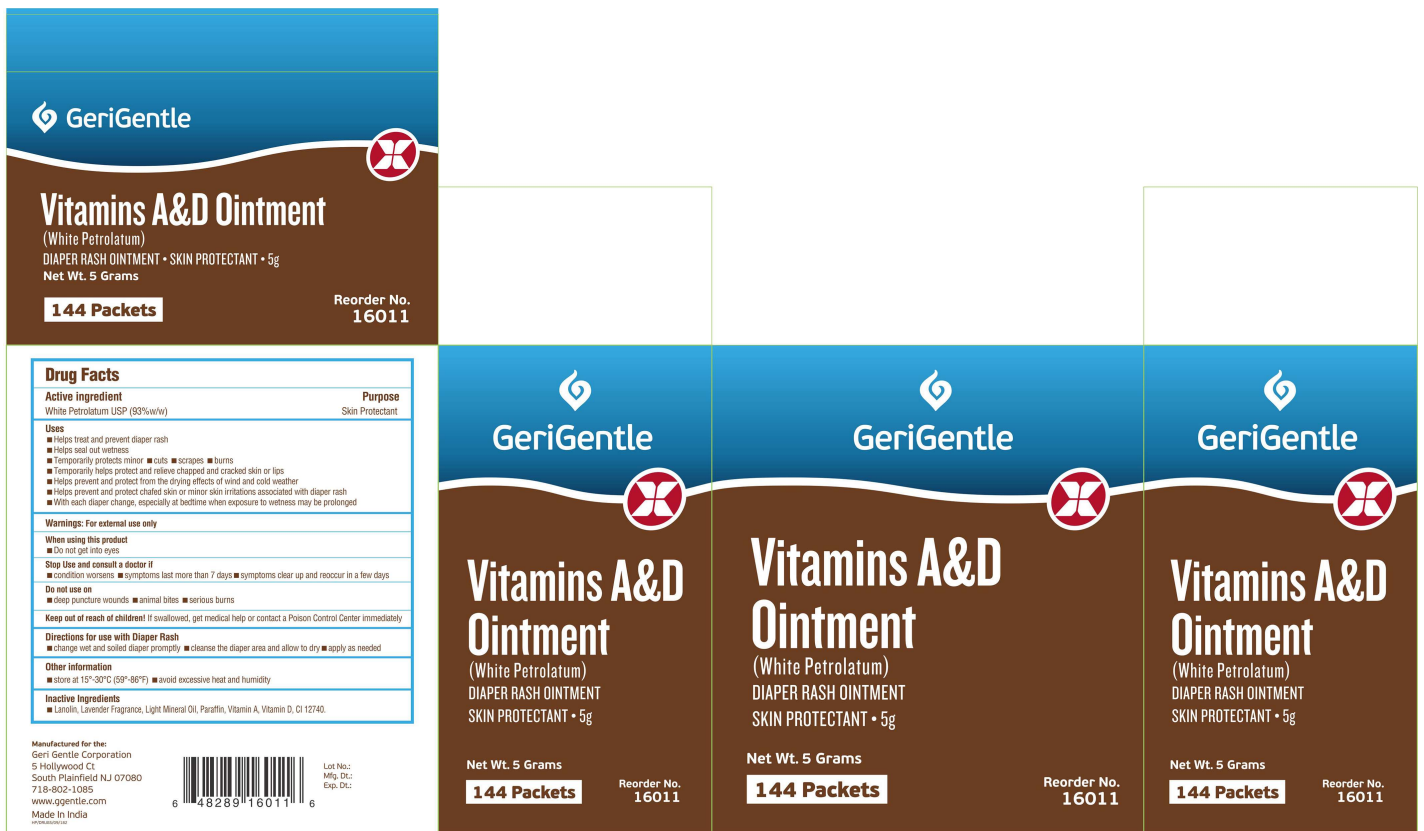 GeriGentle
Vitamins A&D Ointment
(White Petrolatum)
DIAPER RASH OINTMENT • SKIN PROTECTANT • 5g
Net Wt. 5 Grams
144 Packets
Reorder No.
16011
Drug Facts
Active ingredient Purpose
White Petrolatum USP (93%w/w) Skin Protectant
Uses
■ Helps treat and prevent diaper rash
■ Helps seal out wetness
■ Temporarily protects minor ■ cuts ■ scrapes ■ burns
■ Temporarily helps protect and relieve chapped and cracked skin or lips
■ Helps prevent and protect from the drying effects of wind and cold weather
■ Helps prevent and protect chafed skin or minor skin irritations associated with diaper rash
■ With each diaper change, especially at bedtime when exposure to wetness may be prolonged
Warnings: For external use only
When using this product
■ Do not get into eyes
Stop Use and consult a doctor if
■ condition worsens ■ symptoms last more than 7 days ■ symptoms clear up and reoccur in a few days
Do not use on
■ deep puncture wounds ■ animal bites ■ serious burns
Keep out of reach of children! If swallowed, get medical help or contact a Poison Control Center immediately
Directions for use with Diaper Rash
■ change wet and soiled diaper promptly ■ cleanse the diaper area and allow to dry ■ apply as needed
Other information
■ store at 15°-30°C (59°-86°F) ■ avoid excessive heat and humidity
Inactive Ingredients
■ Lanolin, Lavender Fragrance, Light Mineral Oil, Paraffin, Vitamin A, Vitamin D, CI 12740.
Manufactured for the:
Geri Gentle Corporation
5 Hollywood Ct
South Plainfield NJ 07080
718-802-1085
www.qgentle.com
Made In India
6 48289 16011 6
Lot No.:
Mfg. Dt.:
Exp. Dt.:
GeriGentle
Vitamins A&D
Ointment
(White Petrolatum)
DIAPER RASH OINTMENT
SKIN PROTECTANT • 5g
Net Wt. 5 Grams
144 Packets
Reorder No.
16011
GeriGentle
Vitamins A&D
Ointment
(White Petrolatum)
DIAPER RASH OINTMENT
SKIN PROTECTANT • 5g
Net Wt. 5 Grams
144 Packets
Reorder No.
16011
GeriGentle
Vitamins A&D
Ointment
(White Petrolatum)
DIAPER RASH OINTMENT
SKIN PROTECTANT • 5g
Net Wt. 5 Grams
144 Packets
Reorder No.
16011